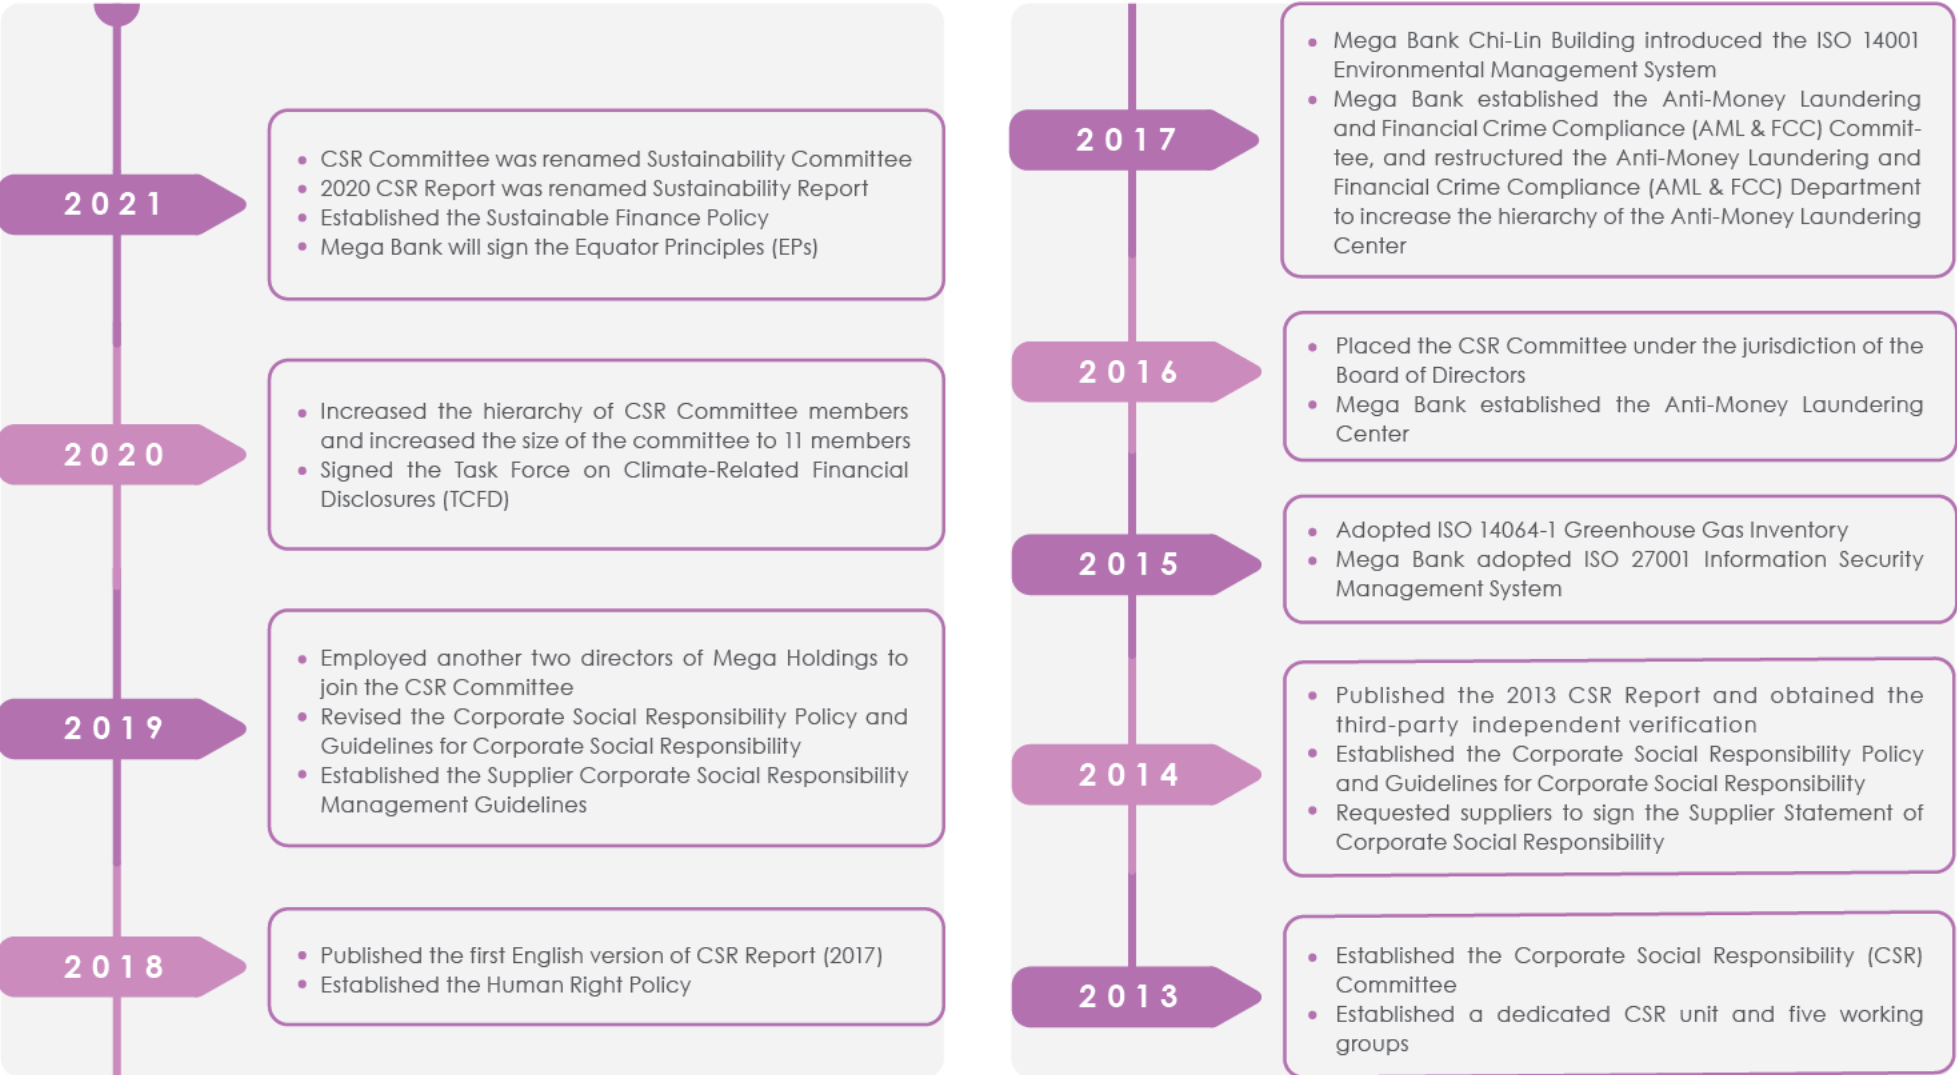 2021
• CSR Committee was renamed Sustainability Committee
• 2020 CSR Report was renamed Sustainability Report
• Established the Sustainable Finance Policy
• Mega Bank will sign the Equator Principles (EPs)
2020
• Increased the hierarchy of CSR Committee members
and increased the size of the committee to 11 members
• Signed the Task Force on Climate-Related Financial
Disclosures (TCFD)
2019
• Employed another two directors of Mega Holdings to
join the CSR Committee
• Revised the Corporate Social Responsibility Policy and
Guidelines for Corporate Social Responsibility
• Established the Supplier Corporate Social Responsibility
Management Guidelines
2018
• Published the first English version of CSR Report (2017)
• Established the Human Right Policy
2017
• Mega Bank Chi-Lin Building introduced the ISO 14001
Environmental Management System
• Mega Bank established the Anti-Money Laundering
and Financial Crime Compliance (AML & FCC) Commit-
tee, and restructured the Anti-Money Laundering and
Financial Crime Compliance (AML & FCC) Department
to increase the hierarchy of the Anti-Money Laundering
Center
2016
• Placed the CSR Committee under the jurisdiction of the
Board of Directors
• Mega Bank established the Anti-Money Laundering
Center
2015
• Adopted ISO 14064-1 Greenhouse Gas Inventory
• Mega Bank adopted ISO 27001 Information Security
Management System
2014
• Published the 2013 CSR Report and obtained the
third-party independent verification
• Established the Corporate Social Responsibility Policy
and Guidelines for Corporate Social Responsibility
• Requested suppliers to sign the Supplier Statement of
Corporate Social Responsibility
2013
• Established the Corporate Social Responsibility (CSR)
Committee
• Established a dedicated CSR unit and five working
groups